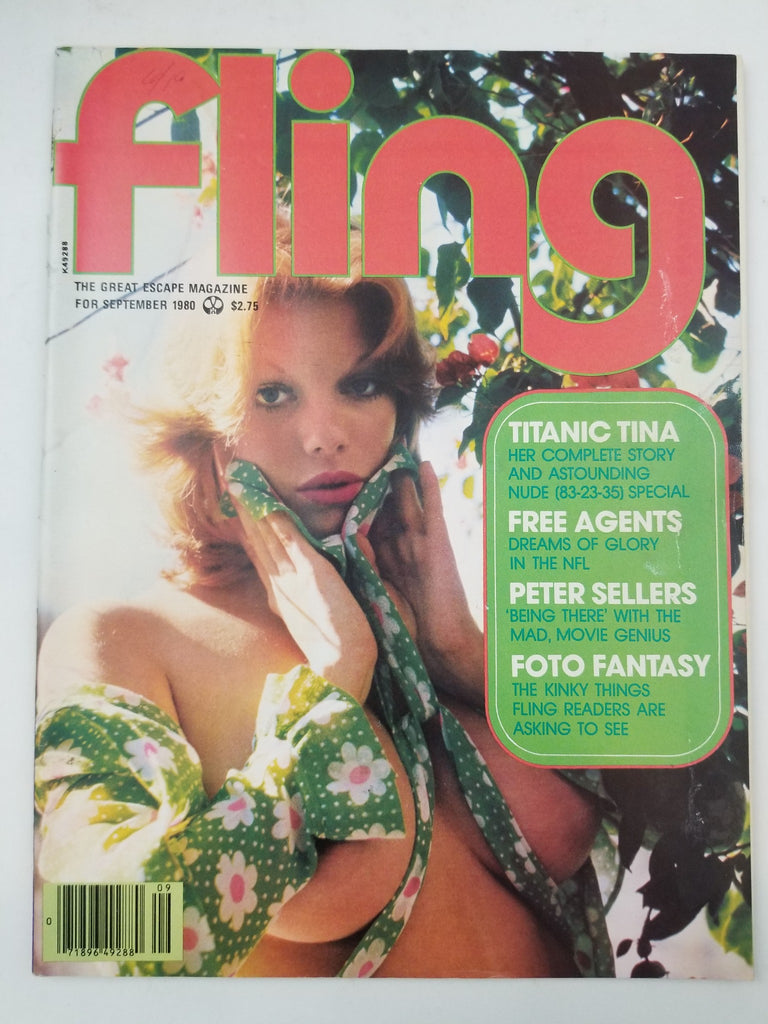 fling
K49288
THE GREAT ESCAPE MAGAZINE
FOR SEPTEMBER 1980 $2.75
TITANIC TINA
HER COMPLETE STORY
AND ASTOUNDING
NUDE (83-23-35) SPECIAL
FREE AGENTS
DREAMS OF GLORY
IN THE NFL
PETER SELLERS
'BEING THERE' WITH THE
MAD, MOVIE GENIUS
FOTO FANTASY
THE KINKY THINGS
FLING READERS ARE
ASKING TO SEE
09
0
71896 49288